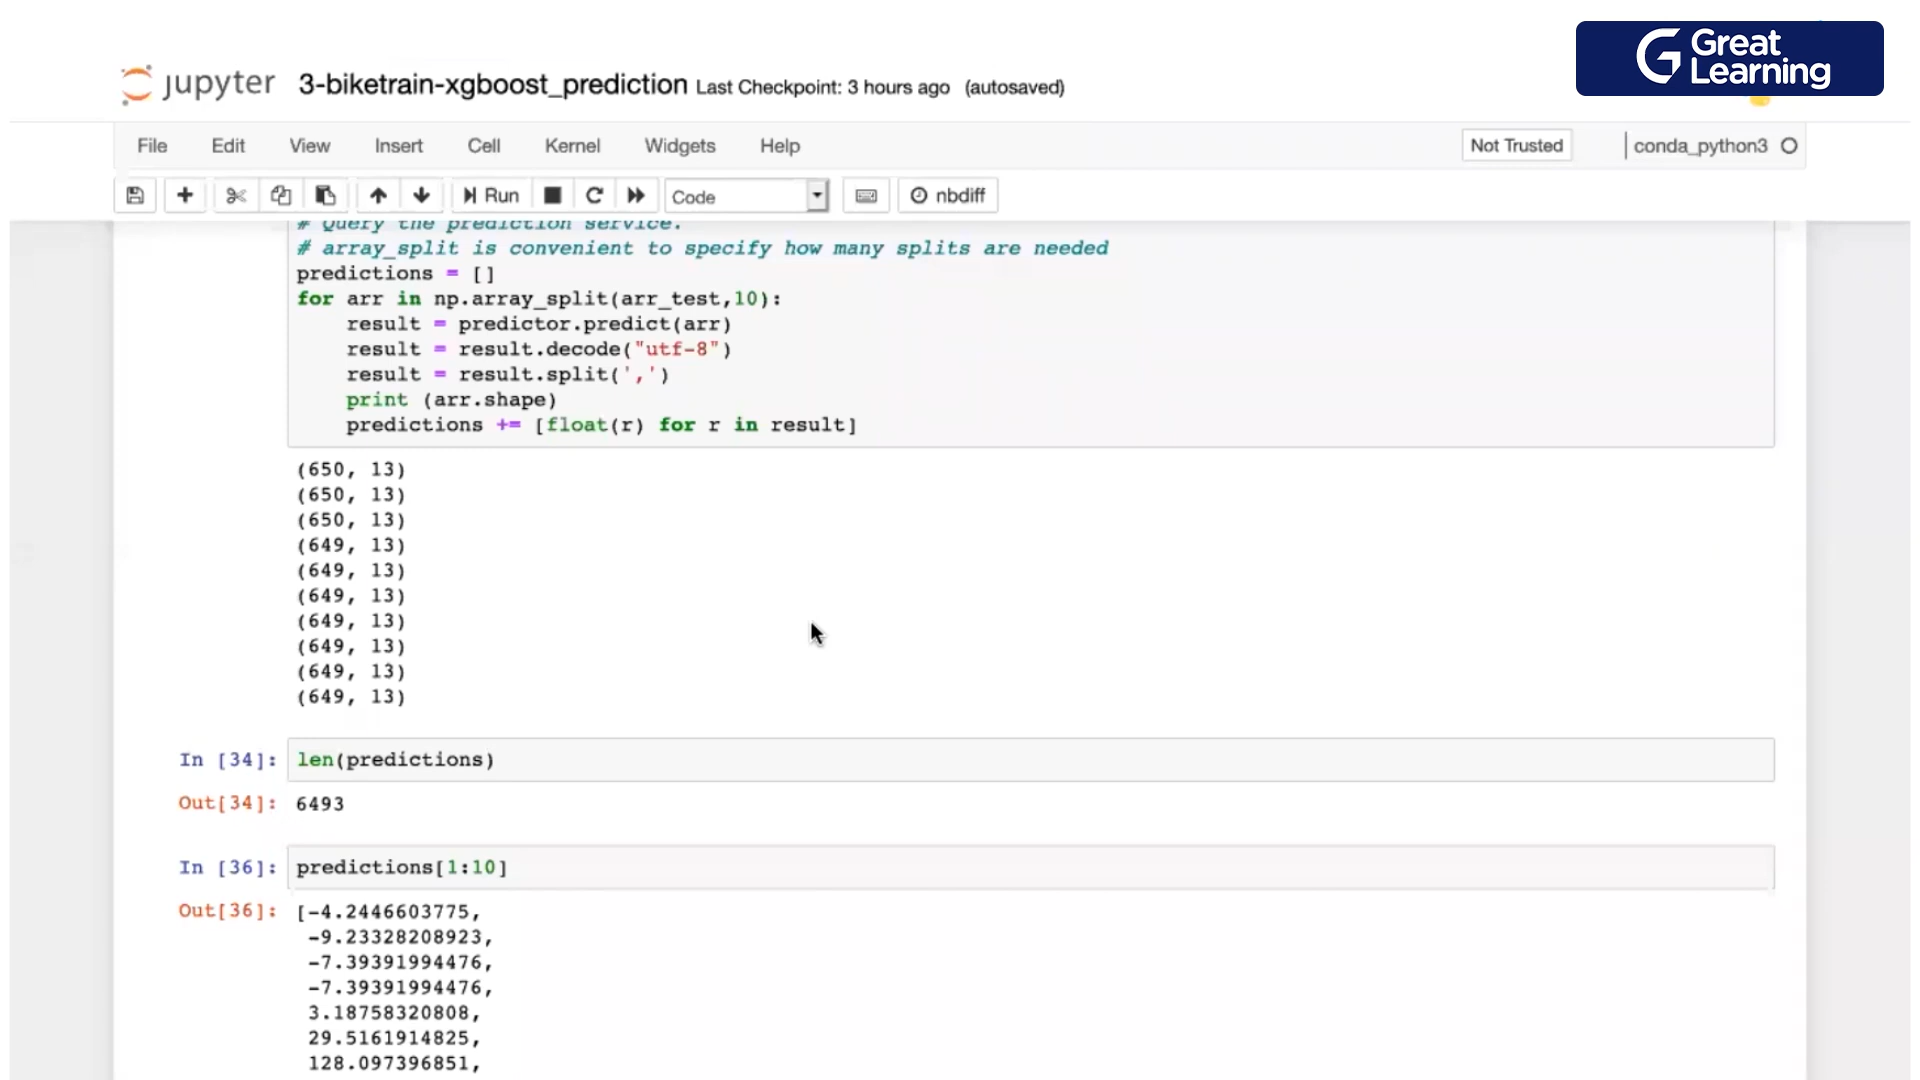 Great
Learning
jupyter 3-biketrain-xgboost_prediction Last Checkpoint: 3 hours ago (autosaved)
File Edit View Insert Cell Kernel Widgets Help Not Trusted conda_python3
Run Code nbdiff
# Query the prediction service.
# array_split is convenient to specify how many splits are needed
predictions = []
for arr in np.array_split(arr_test,10):
    result = predictor.predict(arr)
    result = result.decode("utf-8")
    result = result.split(',')
    print (arr.shape)
    predictions += [float(r) for r in result]
(650, 13)
(650, 13)
(650, 13)
(649, 13)
(649, 13)
(649, 13)
(649, 13)
(649, 13)
(649, 13)
(649, 13)
In [34]: len(predictions)
Out[34]: 6493
In [36]: predictions[1:10]
Out[36]: [-4.2446603775,
-9.23328208923,
-7.39391994476,
-7.39391994476,
3.18758320808,
29.5161914825,
128.097396851,